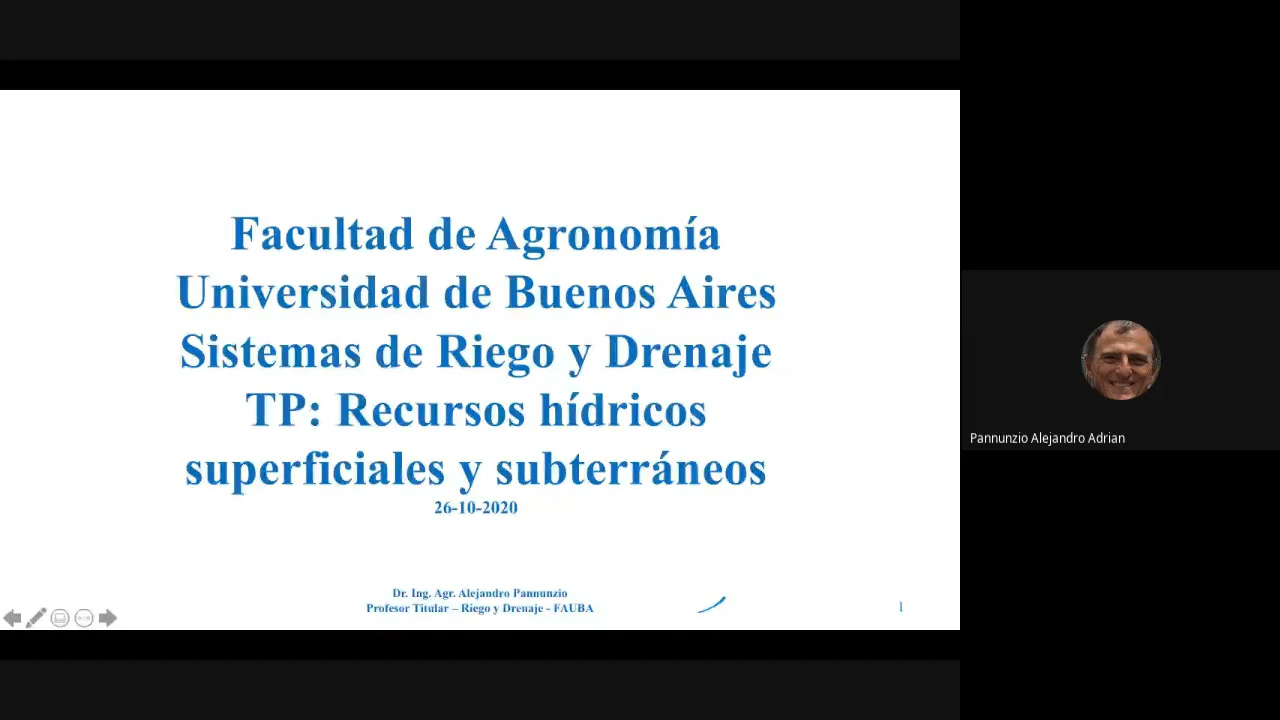 Facultad de Agronomía
Universidad de Buenos Aires
Sistemas de Riego y Drenaje
TP: Recursos hídricos
superficiales y subterráneos
26-10-2020
Dr. Ing. Agr. Alejandro Pannunzio
Profesor Titular – Riego y Drenaje - FAUBA
1
Pannunzio Alejandro Adrian